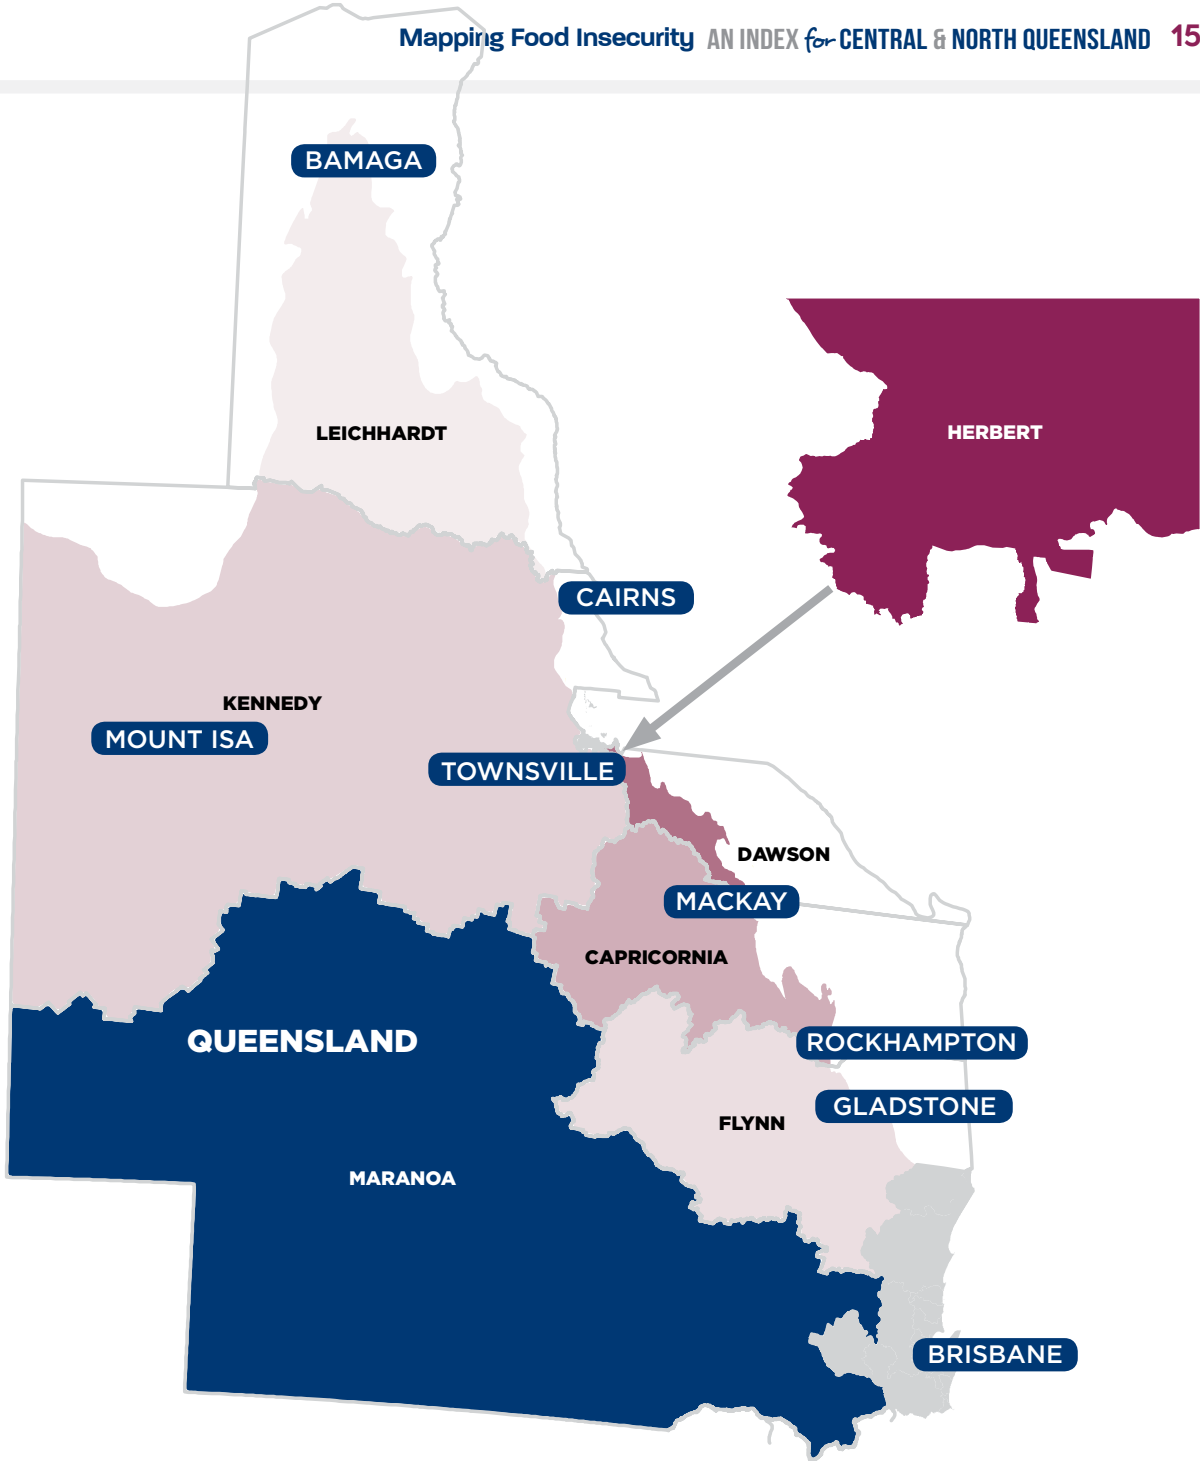 Mapping Food Insecurity AN INDEX for CENTRAL & NORTH QUEENSLAND 15
BAMAGA
LEICHHARDT
HERBERT
CAIRNS
KENNEDY
MOUNT ISA
TOWNSVILLE
DAWSON
MACKAY
CAPRICORNIA
QUEENSLAND
ROCKHAMPTON
GLADSTONE
FLYNN
MARANOA
BRISBANE